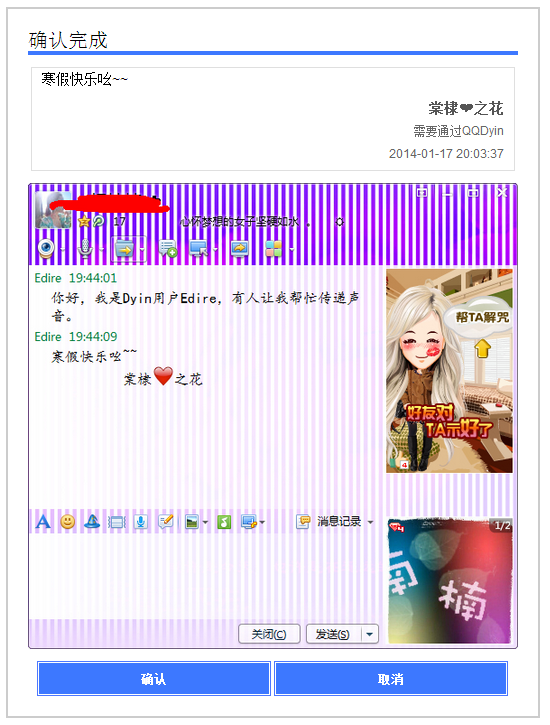 确认完成
寒假快乐吆~~
棠棣❤之花
需要通过QQDyin
2014-01-17 20:03:37
17
心怀梦想的女子坚硬如水 。
Edire 19:44:01
你好，我是Dyin用户Edire，有人让我帮忙传递声
音。
Edire 19:44:09
寒假快乐吆~~
棠棣❤之花
帮TA解咒
好友对
TA示好了
4
消息记录
4
1/2
南
楠
关闭(C)
发送(S)
确认
取消